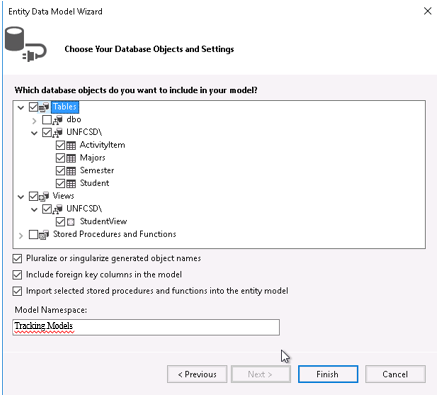 Entity Data Model Wizard
Choose Your Database Objects and Settings
Which database objects do you want to include in your model?
Tables
dbo
UNFCSD\
ActivityItem
Majors
Semester
Student
Views
UNFCSD\
StudentView
Stored Procedures and Functions
Pluralize or singularize generated object names
Include foreign key columns in the model
Import selected stored procedures and functions into the entity model
Model Namespace:
Tracking.Models
< Previous Next > Finish Cancel